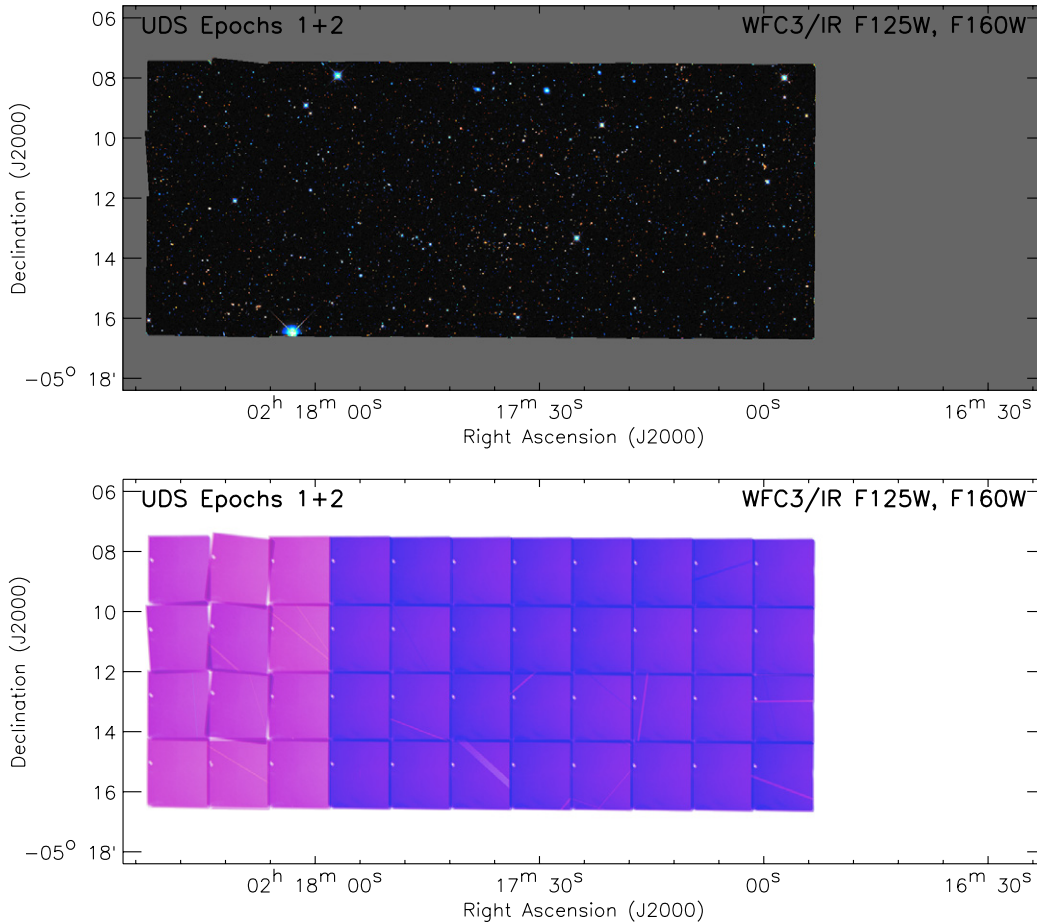 UDS Epochs 1+2 WFC3/IR F125W, F160W
06
08
10
12
14
16
−05° 18'
Declination (J2000)
02ʰ 18ᵐ 00ˢ 17ᵐ 30ˢ 00ˢ 16ᵐ 30ˢ
Right Ascension (J2000)
UDS Epochs 1+2 WFC3/IR F125W, F160W
06
08
10
12
14
16
−05° 18'
Declination (J2000)
02ʰ 18ᵐ 00ˢ 17ᵐ 30ˢ 00ˢ 16ᵐ 30ˢ
Right Ascension (J2000)